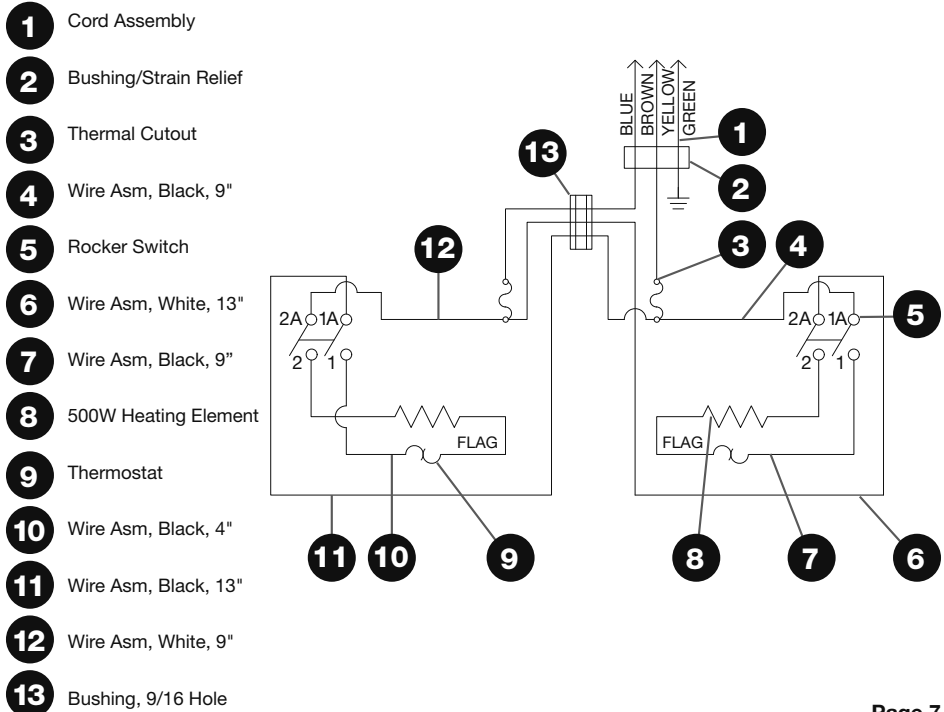 1 Cord Assembly
2 Bushing/Strain Relief
3 Thermal Cutout
4 Wire Asm, Black, 9"
5 Rocker Switch
6 Wire Asm, White, 13"
7 Wire Asm, Black, 9”
8 500W Heating Element
9 Thermostat
10 Wire Asm, Black, 4"
11 Wire Asm, Black, 13"
12 Wire Asm, White, 9"
13 Bushing, 9/16 Hole
BLUE
BROWN
YELLOW
GREEN
1
2
13
12
3
4
5
2A 1A
2 1
FLAG
2A 1A
2 1
FLAG
11
10
9
8
7
6
Page 7